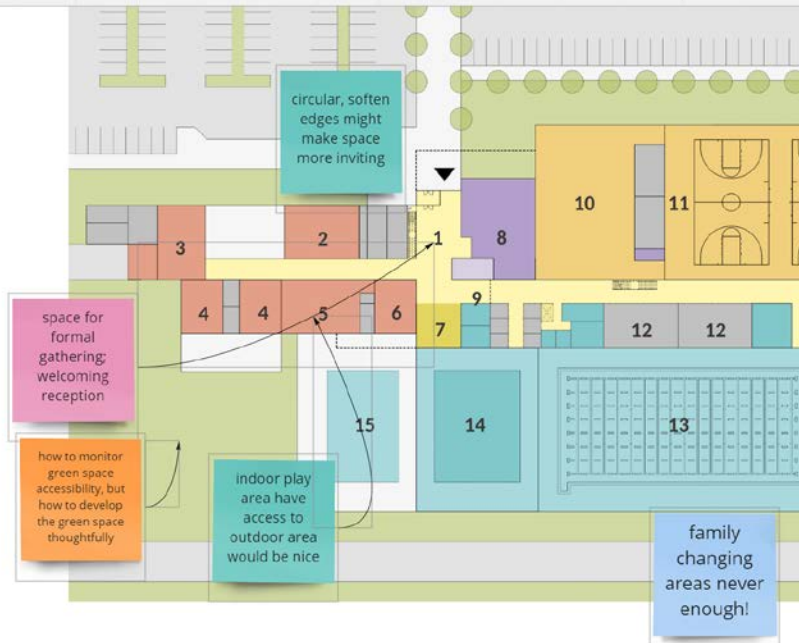 circular, soften
edges might
make space
more inviting
10
11
1
8
2
3
9
4
4
5
6
7
12
12
space for
formal
gathering;
welcoming
reception
15
14
13
how to monitor
green space
accessibility, but
how to develop
the green space
thoughtfully
indoor play
area have
access to
outdoor area
would be nice
family
changing
areas never
enough!